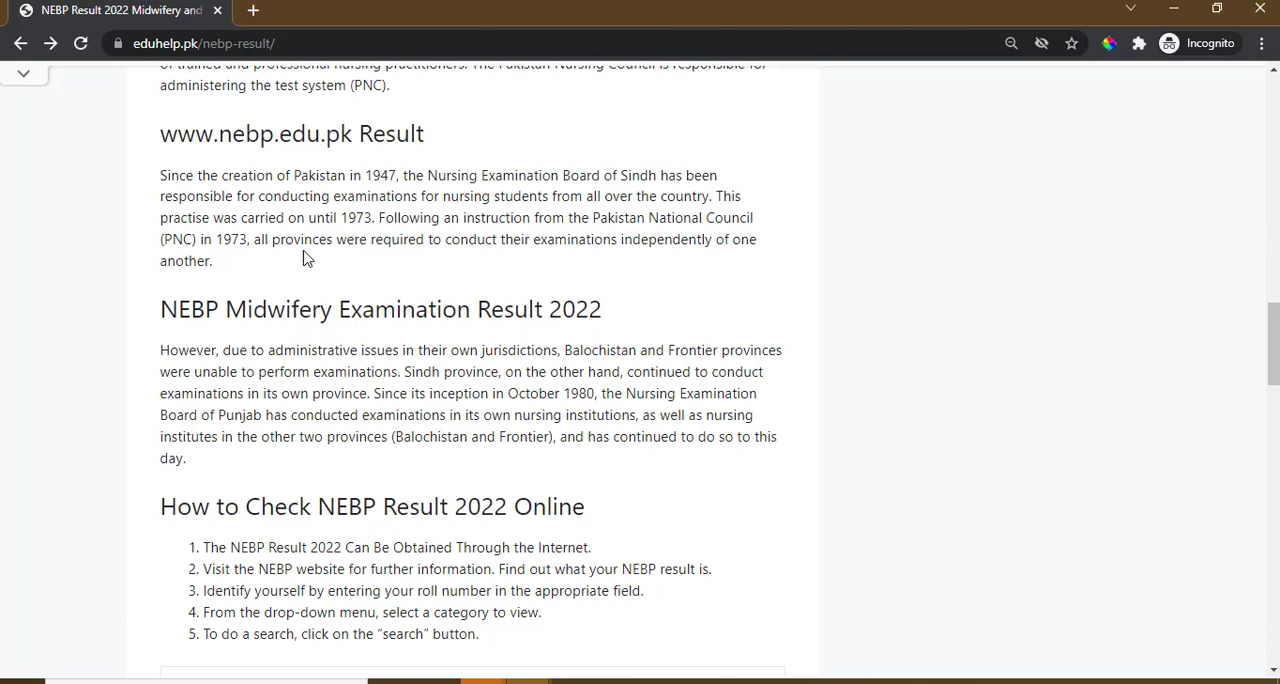 NEBP Result 2022 Midwifery and
eduhelp.pk/nebp-result/
Incognito
of trained and professional nursing practitioners. The Pakistan Nursing Council is responsible for
administering the test system (PNC).
www.nebp.edu.pk Result
Since the creation of Pakistan in 1947, the Nursing Examination Board of Sindh has been
responsible for conducting examinations for nursing students from all over the country. This
practise was carried on until 1973. Following an instruction from the Pakistan National Council
(PNC) in 1973, all provinces were required to conduct their examinations independently of one
another.
NEBP Midwifery Examination Result 2022
However, due to administrative issues in their own jurisdictions, Balochistan and Frontier provinces
were unable to perform examinations. Sindh province, on the other hand, continued to conduct
examinations in its own province. Since its inception in October 1980, the Nursing Examination
Board of Punjab has conducted examinations in its own nursing institutions, as well as nursing
institutes in the other two provinces (Balochistan and Frontier), and has continued to do so to this
day.
How to Check NEBP Result 2022 Online
1. The NEBP Result 2022 Can Be Obtained Through the Internet.
2. Visit the NEBP website for further information. Find out what your NEBP result is.
3. Identify yourself by entering your roll number in the appropriate field.
4. From the drop-down menu, select a category to view.
5. To do a search, click on the “search” button.